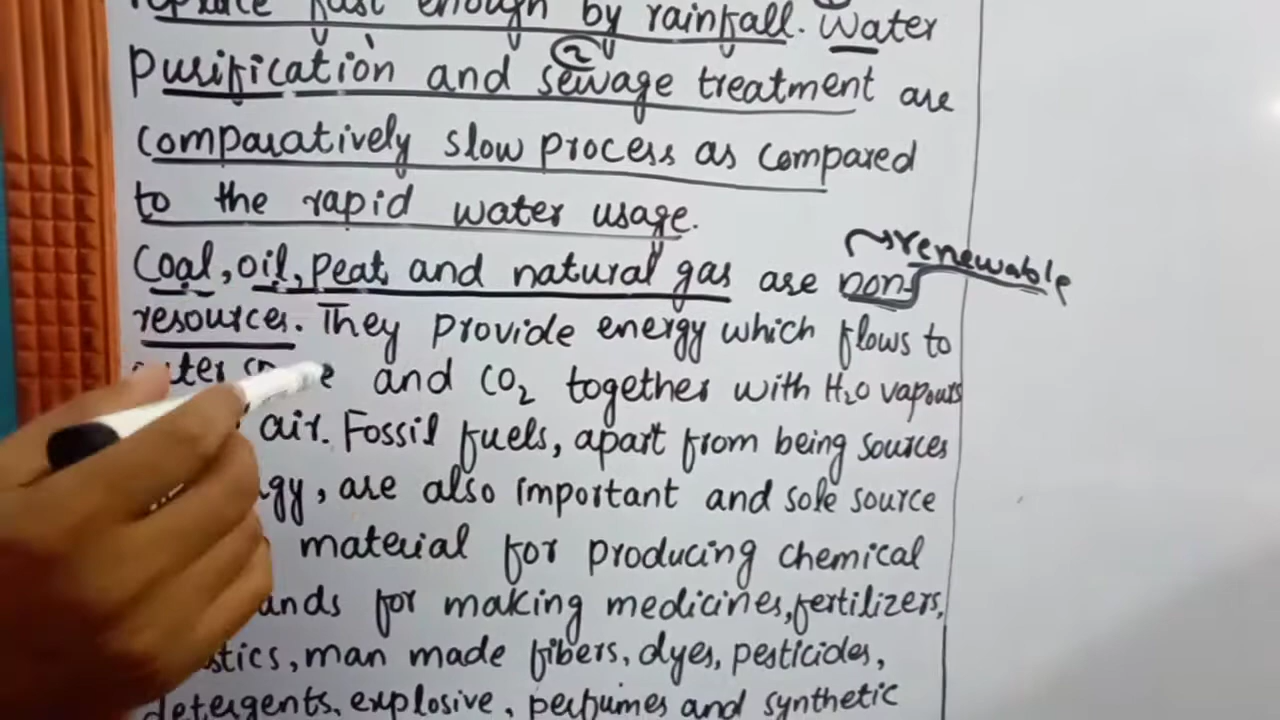 fast enough by rainfall. Water
Purification and sewage treatment are
2
comparatively slow process as compared
to the rapid water usage.
Coal, oil, peat and natural gas are non-renewable
resources. They provide energy which flows to
and CO2 together with H2O vapours
air. Fossil fuels, apart from being sources
, are also important and sole source
material for producing chemical
for making medicines, fertilizers,
, man made fibers, dyes, pesticides,
detergents, explosive, perfumes and synthetic